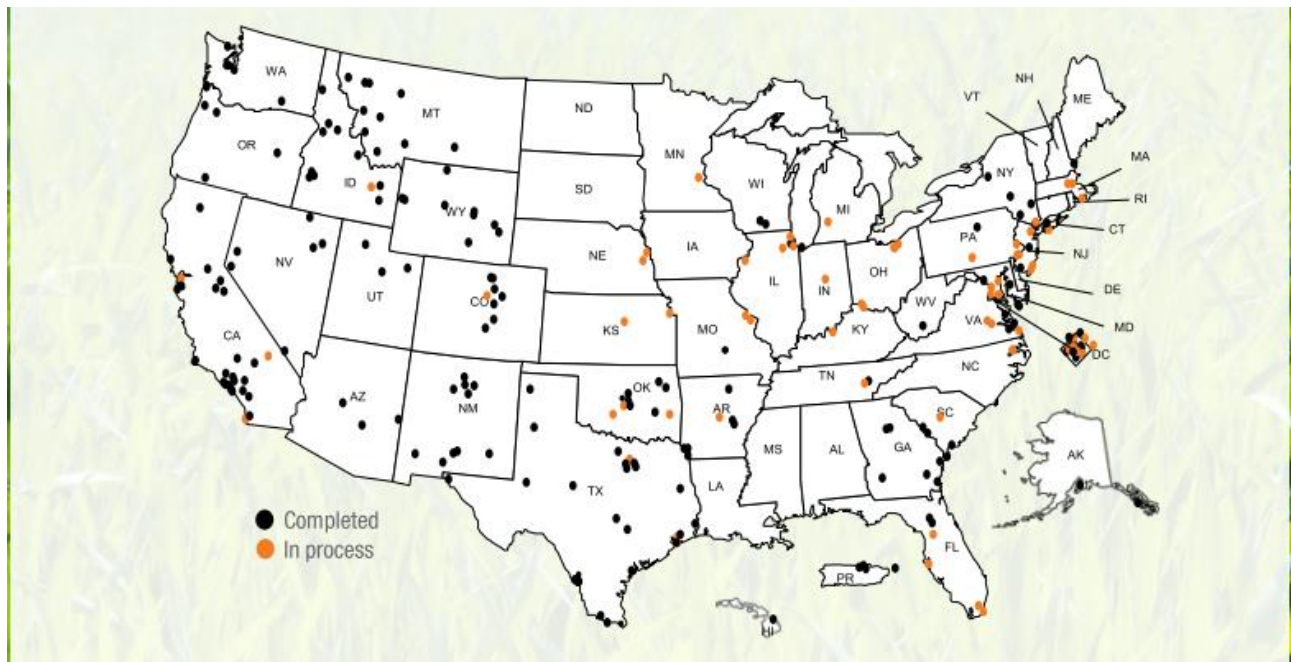 WA
NH
VT
ME
MT
ND
OR
MN
NY
MA
ID
SD
WI
MI
RI
WY
PA
CT
NE
IA
NV
OH
NJ
IL
IN
UT
CO
WV
DE
VA
MD
KS
MO
KY
CA
DC
NC
TN
OK
AZ
NM
AR
SC
MS
AL
GA
AK
LA
TX
Completed
In process
FL
PR
HI